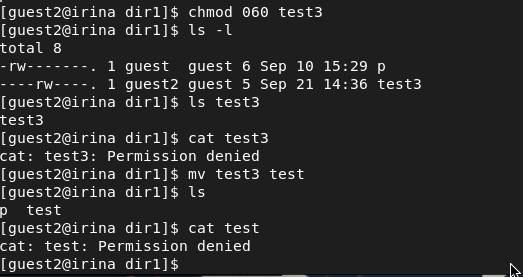 [guest2@irina dir1]$ chmod 060 test3
[guest2@irina dir1]$ ls -l
total 8
-rw-------. 1 guest  guest 6 Sep 10 15:29 p
----rw----. 1 guest2 guest 5 Sep 21 14:36 test3
[guest2@irina dir1]$ ls test3
test3
[guest2@irina dir1]$ cat test3
cat: test3: Permission denied
[guest2@irina dir1]$ mv test3 test
[guest2@irina dir1]$ ls
p  test
[guest2@irina dir1]$ cat test
cat: test: Permission denied
[guest2@irina dir1]$